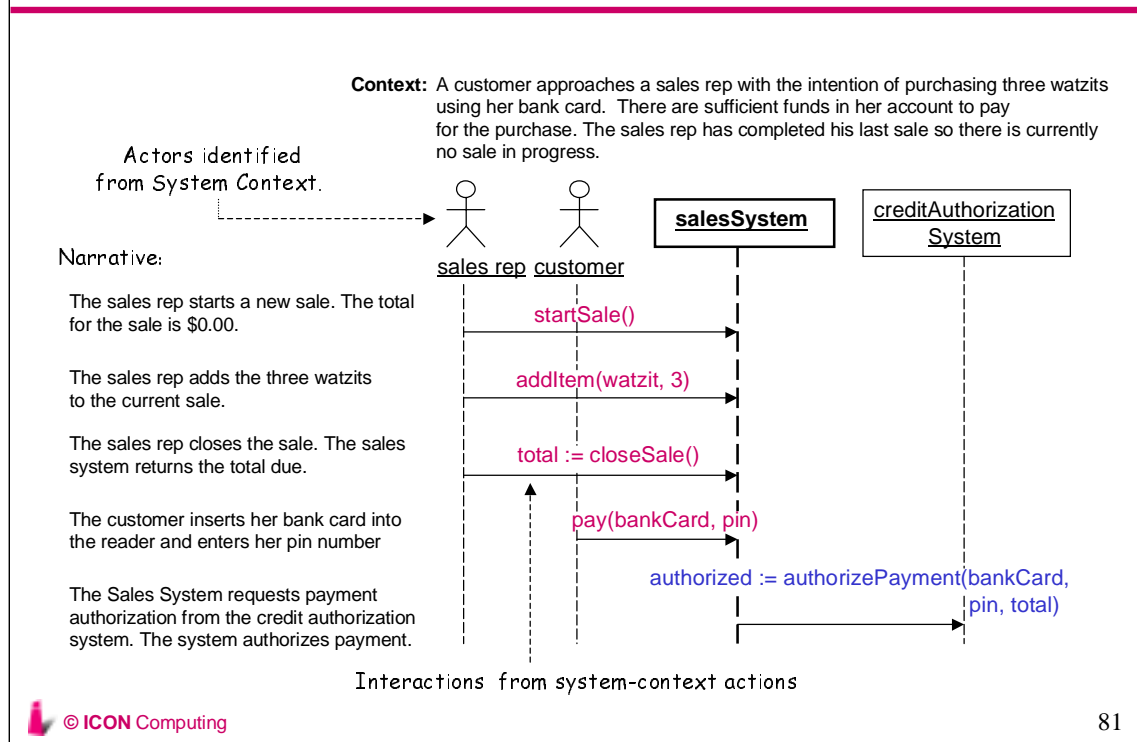 Context: A customer approaches a sales rep with the intention of purchasing three watzits
using her bank card. There are sufficient funds in her account to pay
for the purchase. The sales rep has completed his last sale so there is currently
no sale in progress.
Actors identified
from System Context.
sales rep
customer
salesSystem
creditAuthorization
System
Narrative:
The sales rep starts a new sale. The total
for the sale is $0.00.
startSale()
The sales rep adds the three watzits
to the current sale.
addItem(watzit, 3)
The sales rep closes the sale. The sales
system returns the total due.
total := closeSale()
The customer inserts her bank card into
the reader and enters her pin number
pay(bankCard, pin)
The Sales System requests payment
authorization from the credit authorization
system. The system authorizes payment.
authorized := authorizePayment(bankCard,
pin, total)
Interactions from system-context actions
© ICON Computing
81